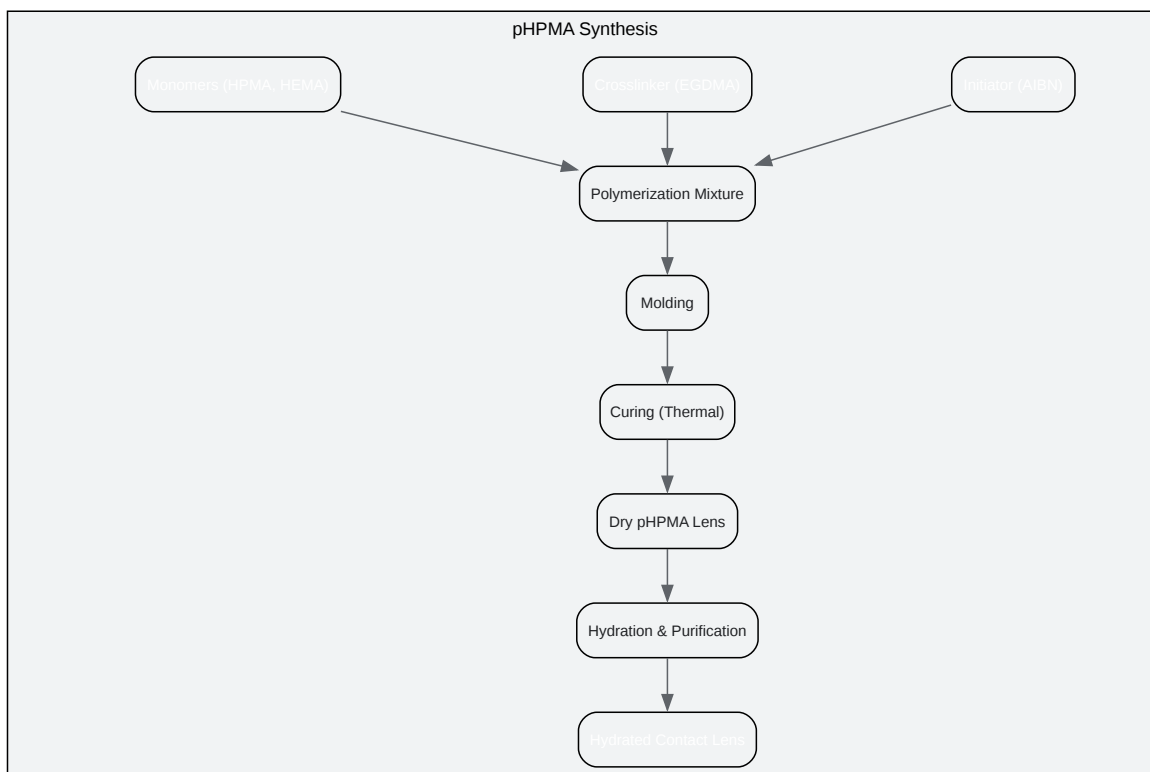 pHPMA Synthesis
Monomers (HPMA, HEMA)
Crosslinker (EGDMA)
Initiator (AIBN)
Polymerization Mixture
Molding
Curing (Thermal)
Dry pHPMA Lens
Hydration & Purification
Hydrated Contact Lens